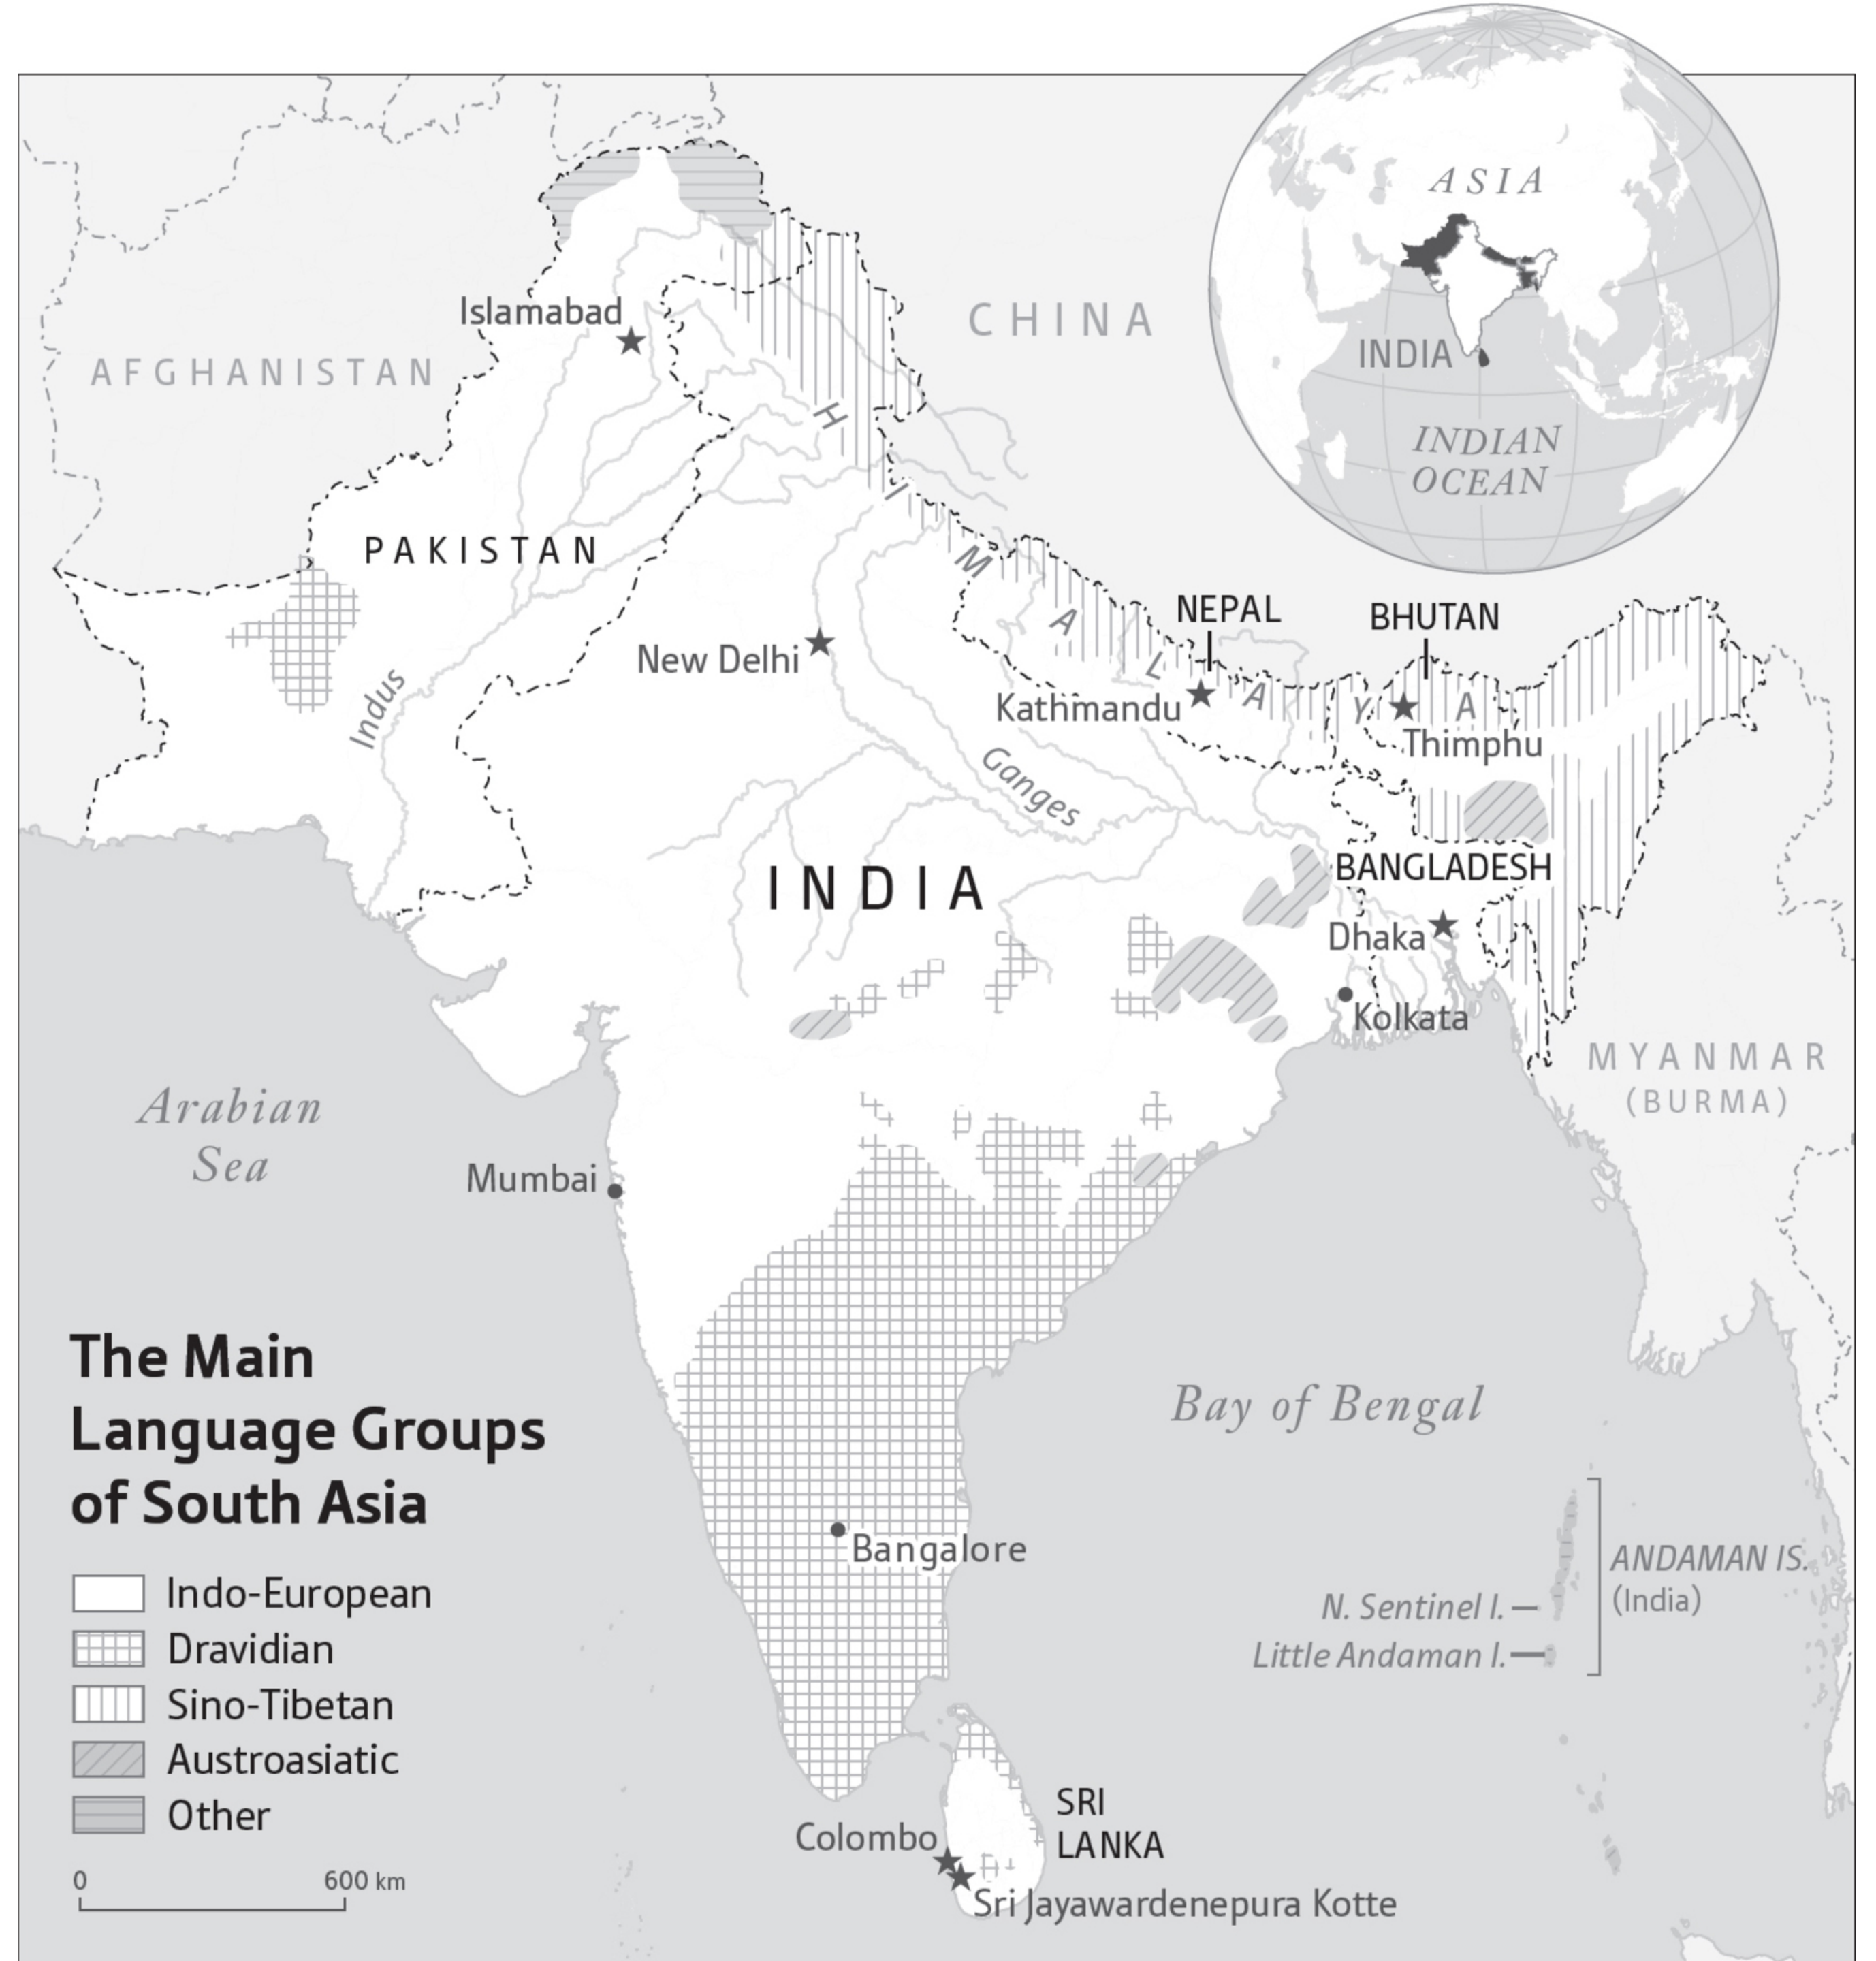 ASIA
INDIA
INDIAN
OCEAN
Islamabad
AFGHANISTAN
CHINA
HIMALAYA
PAKISTAN
NEPAL
BHUTAN
New Delhi
Indus
Kathmandu
Thimphu
Ganges
INDIA
BANGLADESH
Dhaka
Kolkata
MYANMAR
(BURMA)
Arabian
Sea
Mumbai
The Main
Language Groups
of South Asia
Bay of Bengal
Bangalore
ANDAMAN IS.
(India)
N. Sentinel I.
Little Andaman I.
Indo-European
Dravidian
Sino-Tibetan
Austroasiatic
Other
SRI
LANKA
Colombo
Sri Jayawardenepura Kotte
0 600 km